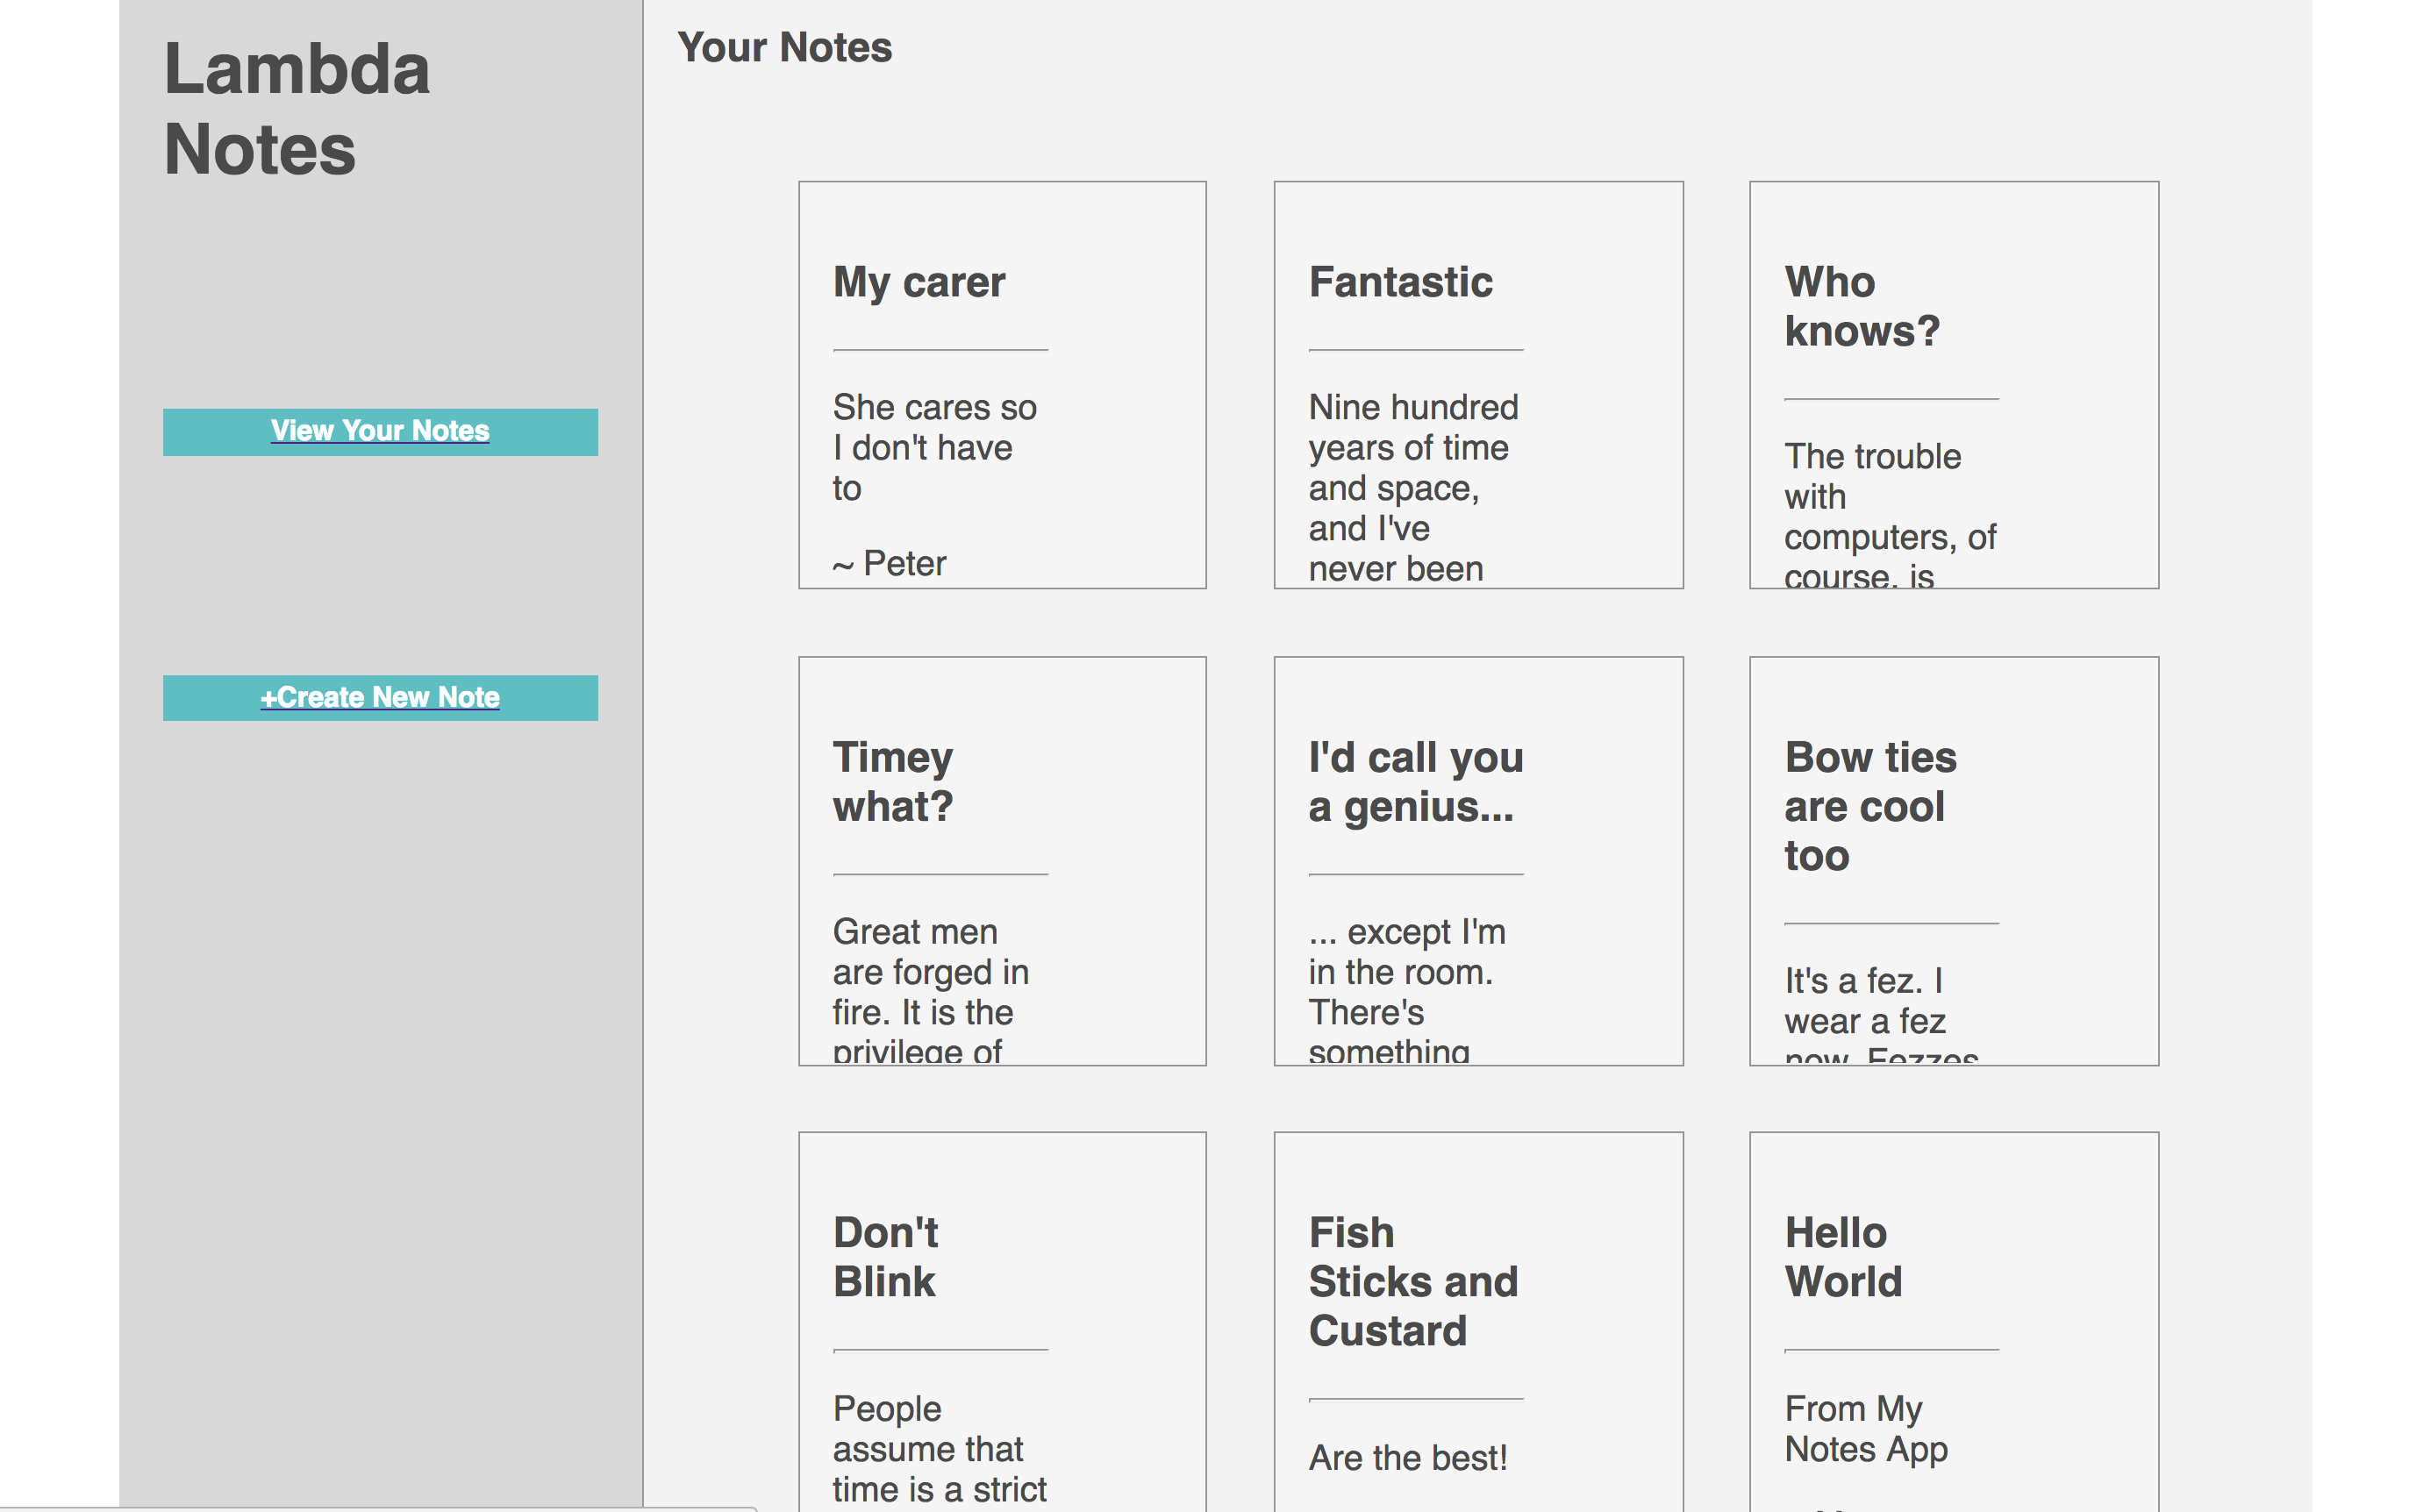 Lambda
Notes
View Your Notes
+Create New Note
Your Notes
My carer
She cares so
I don't have
to
~ Peter
Fantastic
Nine hundred
years of time
and space,
and I've
never been
Who
knows?
The trouble
with
computers, of
course, is
Timey
what?
Great men
are forged in
fire. It is the
privilege of
I'd call you
a genius...
... except I'm
in the room.
There's
something
Bow ties
are cool
too
It's a fez. I
wear a fez
now. Fezzes
Don't
Blink
People
assume that
time is a strict
Fish
Sticks and
Custard
Are the best!
Hello
World
From My
Notes App